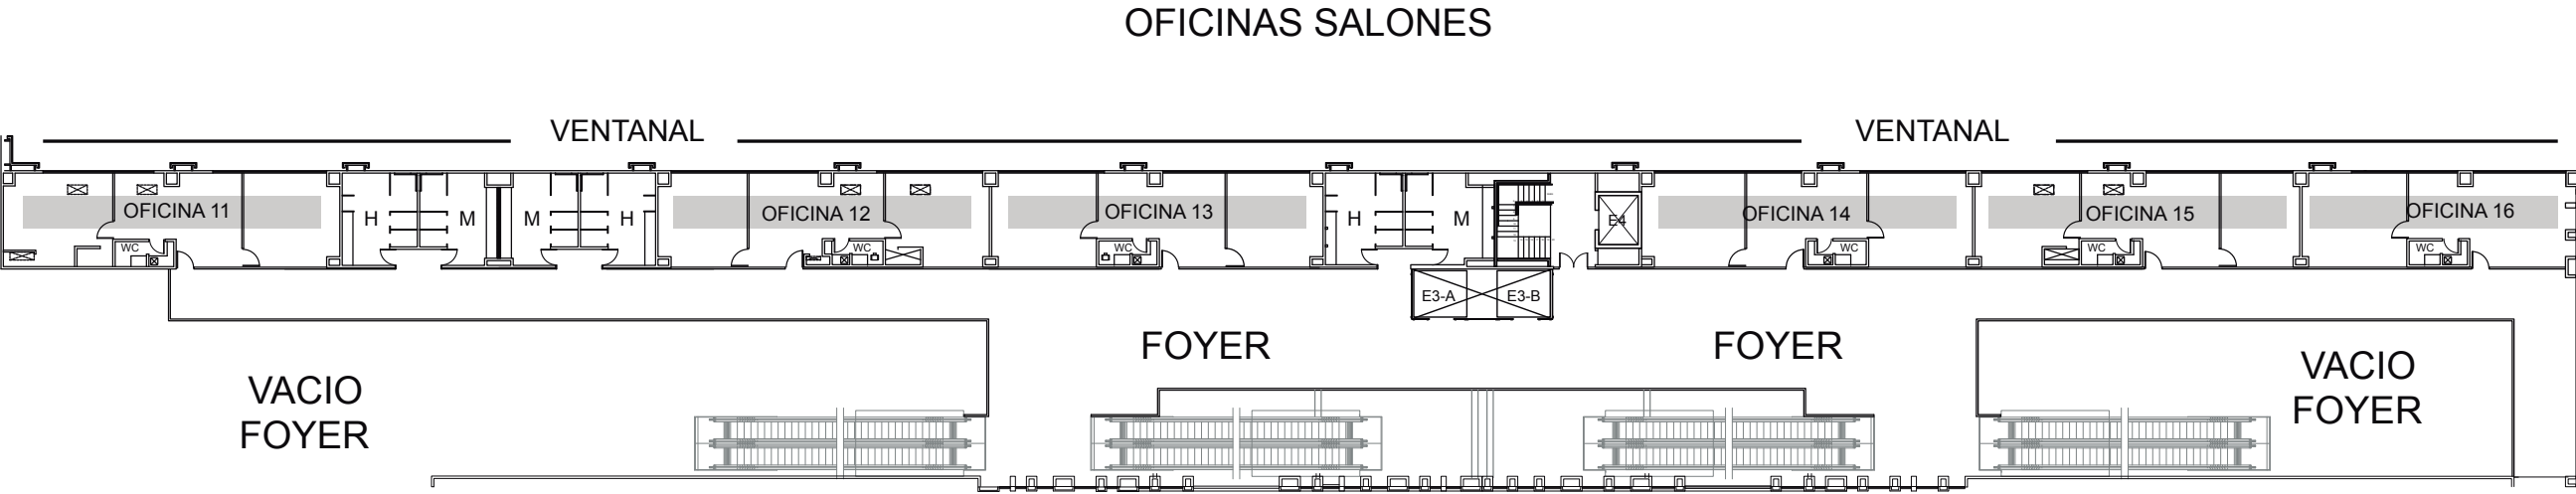 OFICINAS SALONES
VENTANAL
VENTANAL
OFICINA 11
H
M
M
H
OFICINA 12
OFICINA 13
H
M
E4
OFICINA 14
OFICINA 15
OFICINA 16
WC
WC
WC
WC
WC
WC
E3-A
E3-B
FOYER
FOYER
VACIO
FOYER
VACIO
FOYER